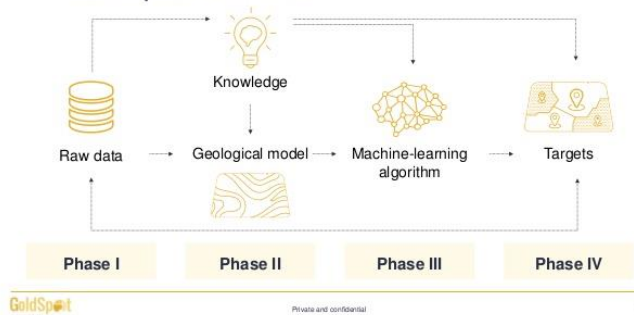 Knowledge
Raw data
Geological model
Machine-learning
algorithm
Targets
Phase I
Phase II
Phase III
Phase IV
GoldSpot
Private and confidential